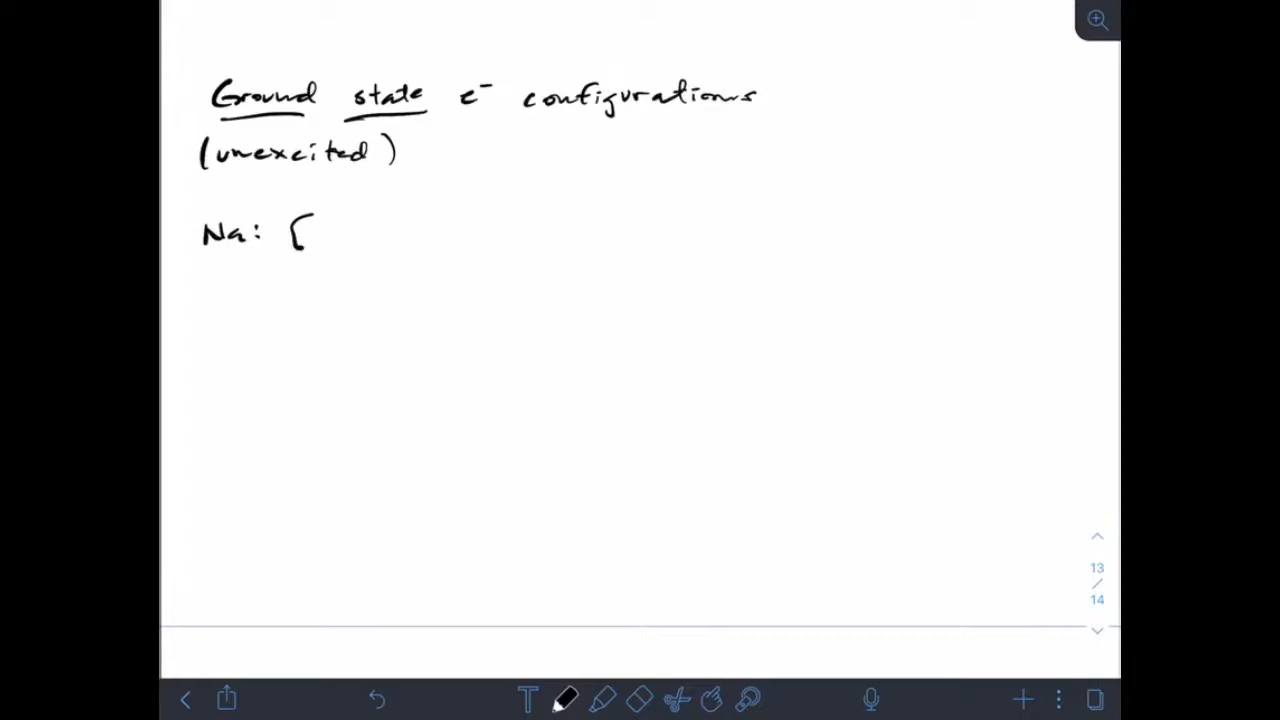 Ground state e⁻ configurations
(unexcited)
Na: [
13
/
14
T